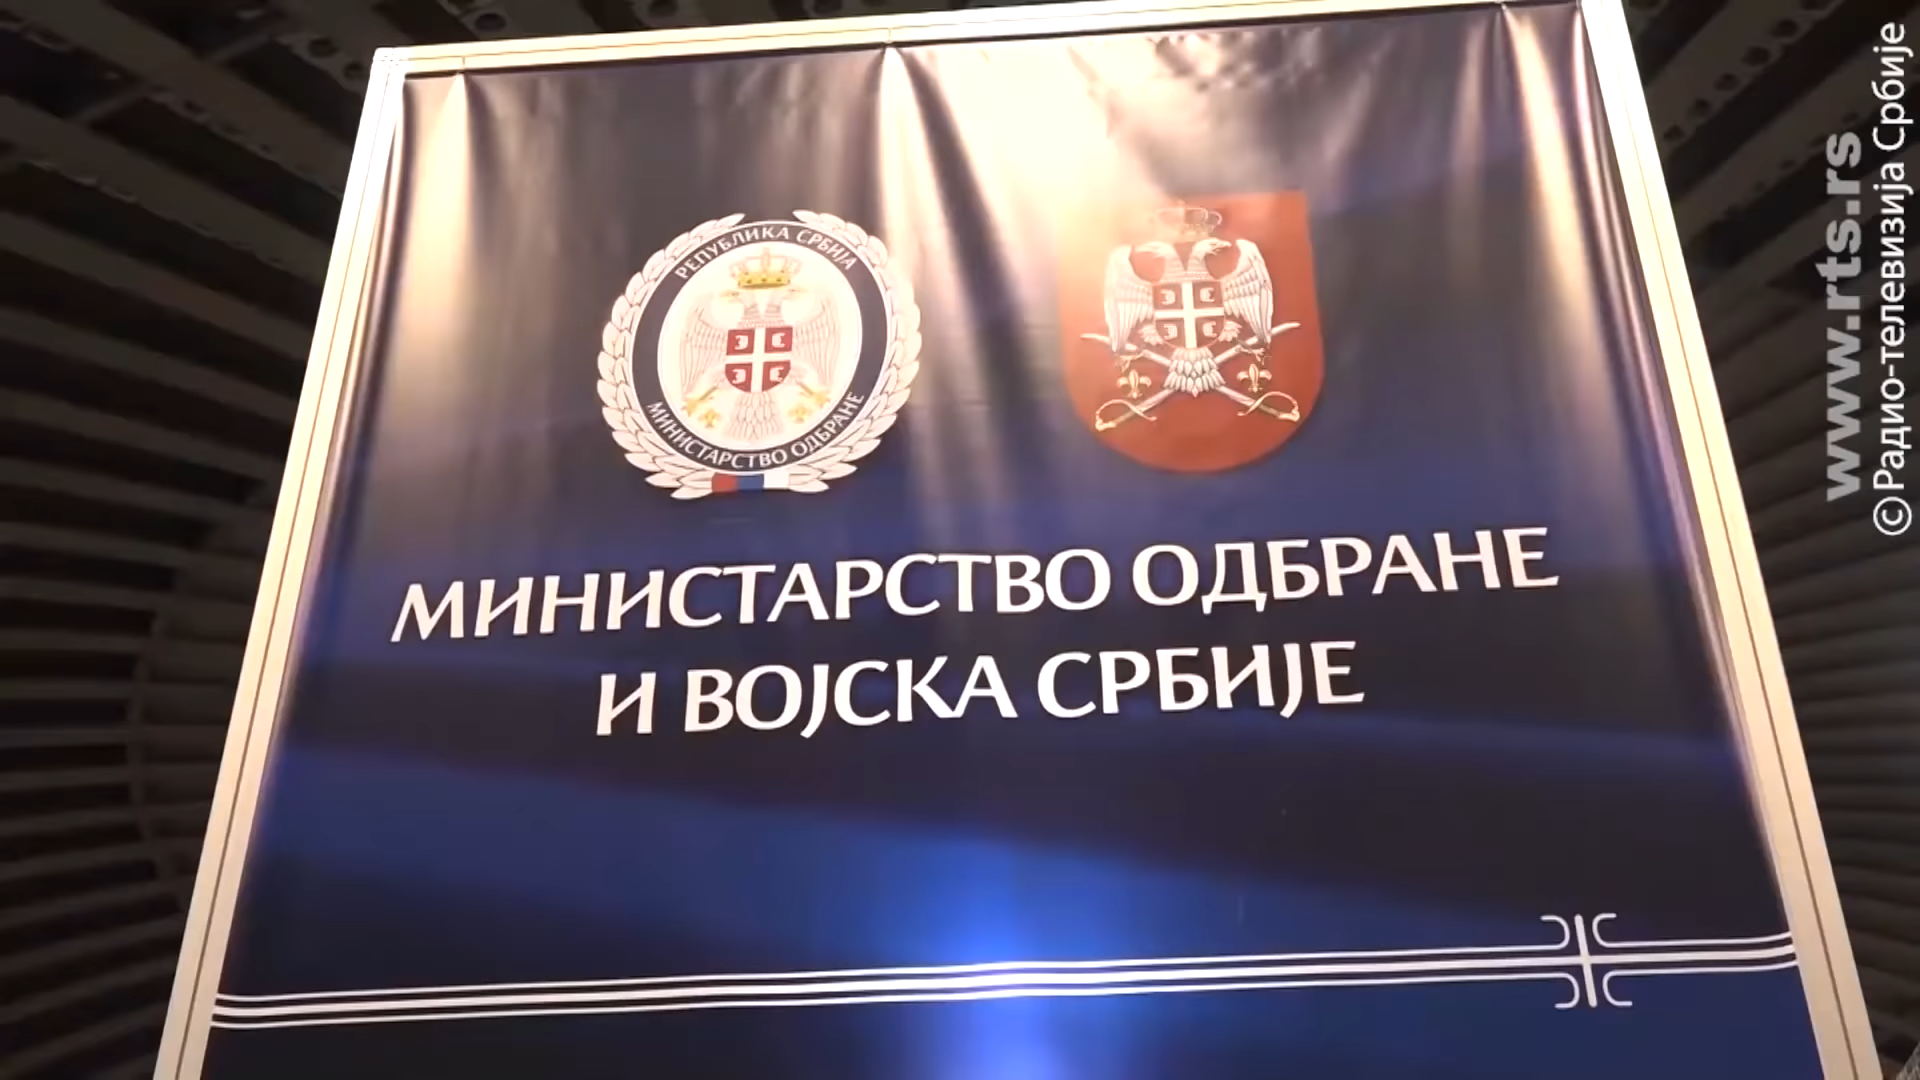 РЕПУБЛИКА СРБИЈА
МИНИСТАРСТВО ОДБРАНЕ
МИНИСТАРСТВО ОДБРАНЕ
И ВОЈСКА СРБИЈЕ
www.rts.rs
©Радио-телевизија Србије